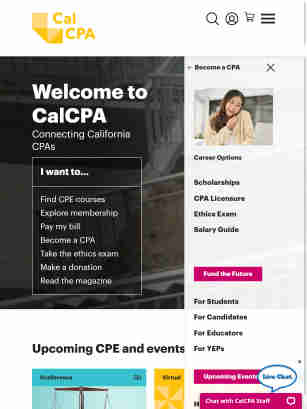 Cal
CPA
Become a CPA
Welcome to
CalCPA
Connecting California
CPAs
I want to...
Find CPE courses
Explore membership
Pay my bill
Become a CPA
Take the ethics exam
Make a donation
Read the magazine
Career Options
Scholarships
CPA Licensure
Ethics Exam
Salary Guide
Fund the Future
For Students
For Candidates
For Educators
For YEPs
Upcoming Events
Upcoming CPE and events
Conference
Virtual
Live Chat
Chat with CalCPA Staff